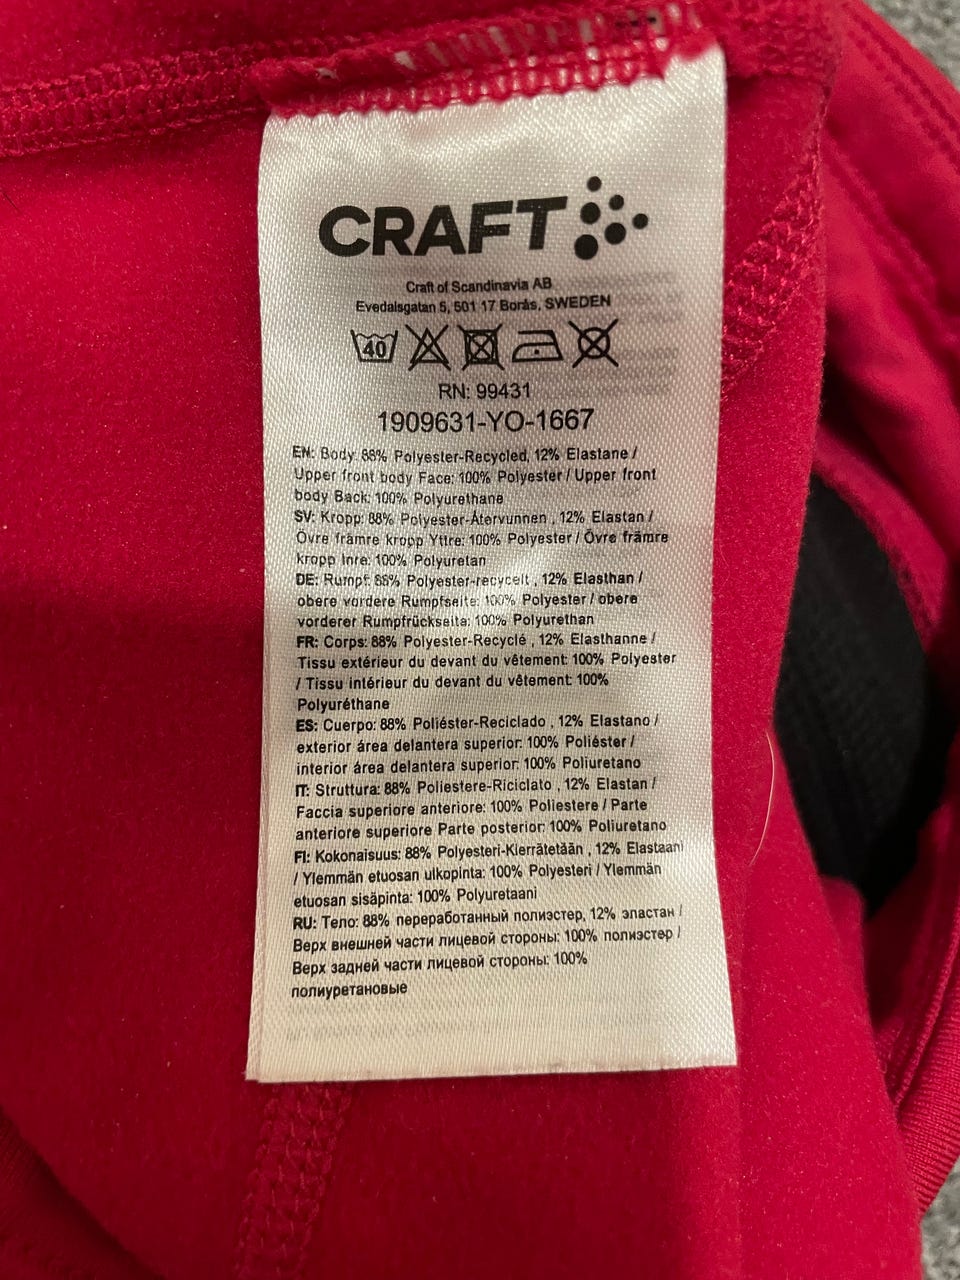 CRAFT
Craft of Scandinavia AB
Evedalsgatan 5, 501 17 Borås, SWEDEN
40
RN: 99431
1909631-YO-1667
EN: Body: 88% Polyester-Recycled, 12% Elastane /
Upper front body Face: 100% Polyester / Upper front
body Back: 100% Polyurethane
SV: Kropp: 88% Polyester-Återvunnen , 12% Elastan /
Övre främre kropp Yttre: 100% Polyester / Övre främre
kropp Inre: 100% Polyuretan
DE: Rumpf: 88% Polyester-recycelt , 12% Elasthan /
obere vordere Rumpfseite: 100% Polyester / obere
vorderer Rumpfrückseite: 100% Polyurethan
FR: Corps: 88% Polyester-Recyclé , 12% Elasthanne /
Tissu extérieur du devant du vêtement: 100% Polyester
/ Tissu intérieur du devant du vêtement: 100%
Polyuréthane
ES: Cuerpo: 88% Poliéster-Reciclado , 12% Elastano /
exterior área delantera superior: 100% Poliéster /
interior área delantera superior: 100% Poliuretano
IT: Struttura: 88% Poliestere-Riciclato , 12% Elastan /
Faccia superiore anteriore: 100% Poliestere / Parte
anteriore superiore Parte posterior: 100% Poliuretano
FI: Kokonaisuus: 88% Polyesteri-Kierrätetään , 12% Elastaani
/ Ylemmän etuosan ulkopinta: 100% Polyesteri / Ylemmän
etuosan sisäpinta: 100% Polyuretaani
RU: Тело: 88% переработанный полиэстер, 12% эластан /
Верх внешней части лицевой стороны: 100% полиэстер /
Верх задней части лицевой стороны: 100%
полиуретановые